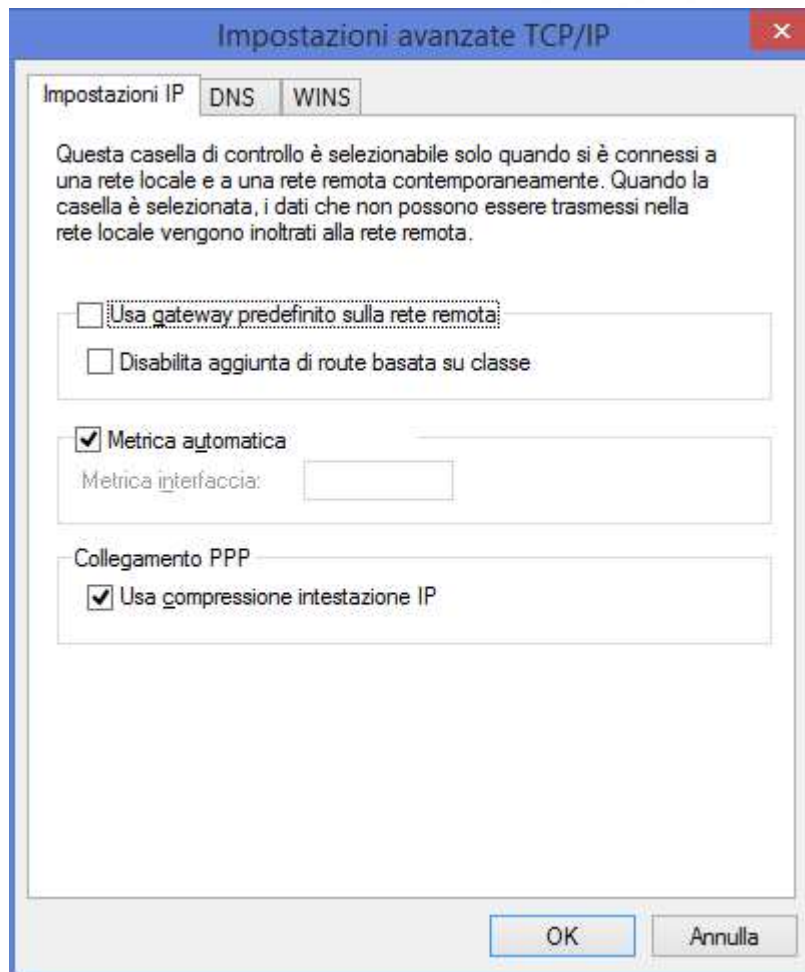 Impostazioni avanzate TCP/IP
Impostazioni IP DNS WINS
Questa casella di controllo è selezionabile solo quando si è connessi a
una rete locale e a una rete remota contemporaneamente. Quando la
casella è selezionata, i dati che non possono essere trasmessi nella
rete locale vengono inoltrati alla rete remota.
Usa gateway predefinito sulla rete remota
Disabilita aggiunta di route basata su classe
Metrica automatica
Metrica interfaccia:
Collegamento PPP
Usa compressione intestazione IP
OK Annulla